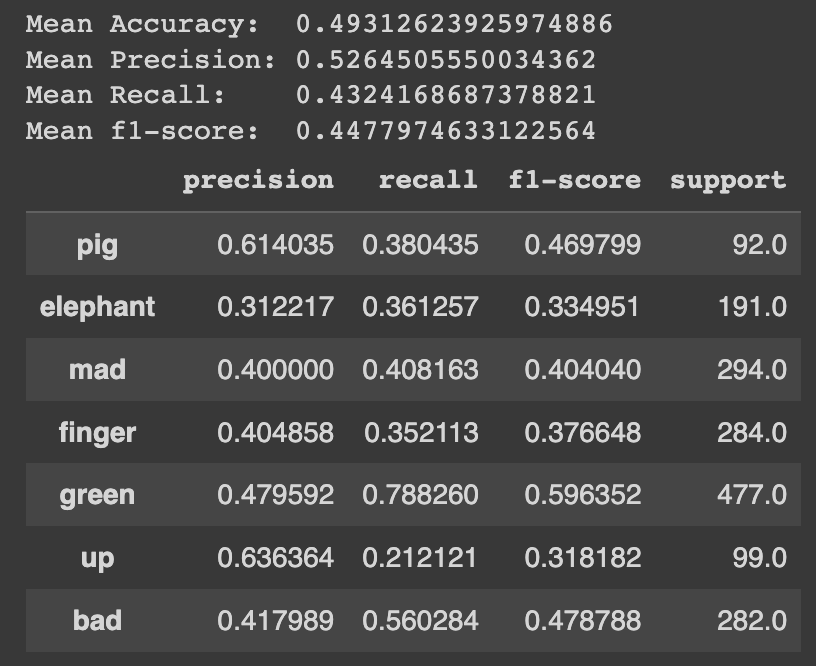 Mean Accuracy: 0.49312623925974886
Mean Precision: 0.5264505550034362
Mean Recall: 0.4324168687378821
Mean f1-score: 0.4477974633122564
precision recall f1-score support
pig 0.614035 0.380435 0.469799 92.0
elephant 0.312217 0.361257 0.334951 191.0
mad 0.400000 0.408163 0.404040 294.0
finger 0.404858 0.352113 0.376648 284.0
green 0.479592 0.788260 0.596352 477.0
up 0.636364 0.212121 0.318182 99.0
bad 0.417989 0.560284 0.478788 282.0